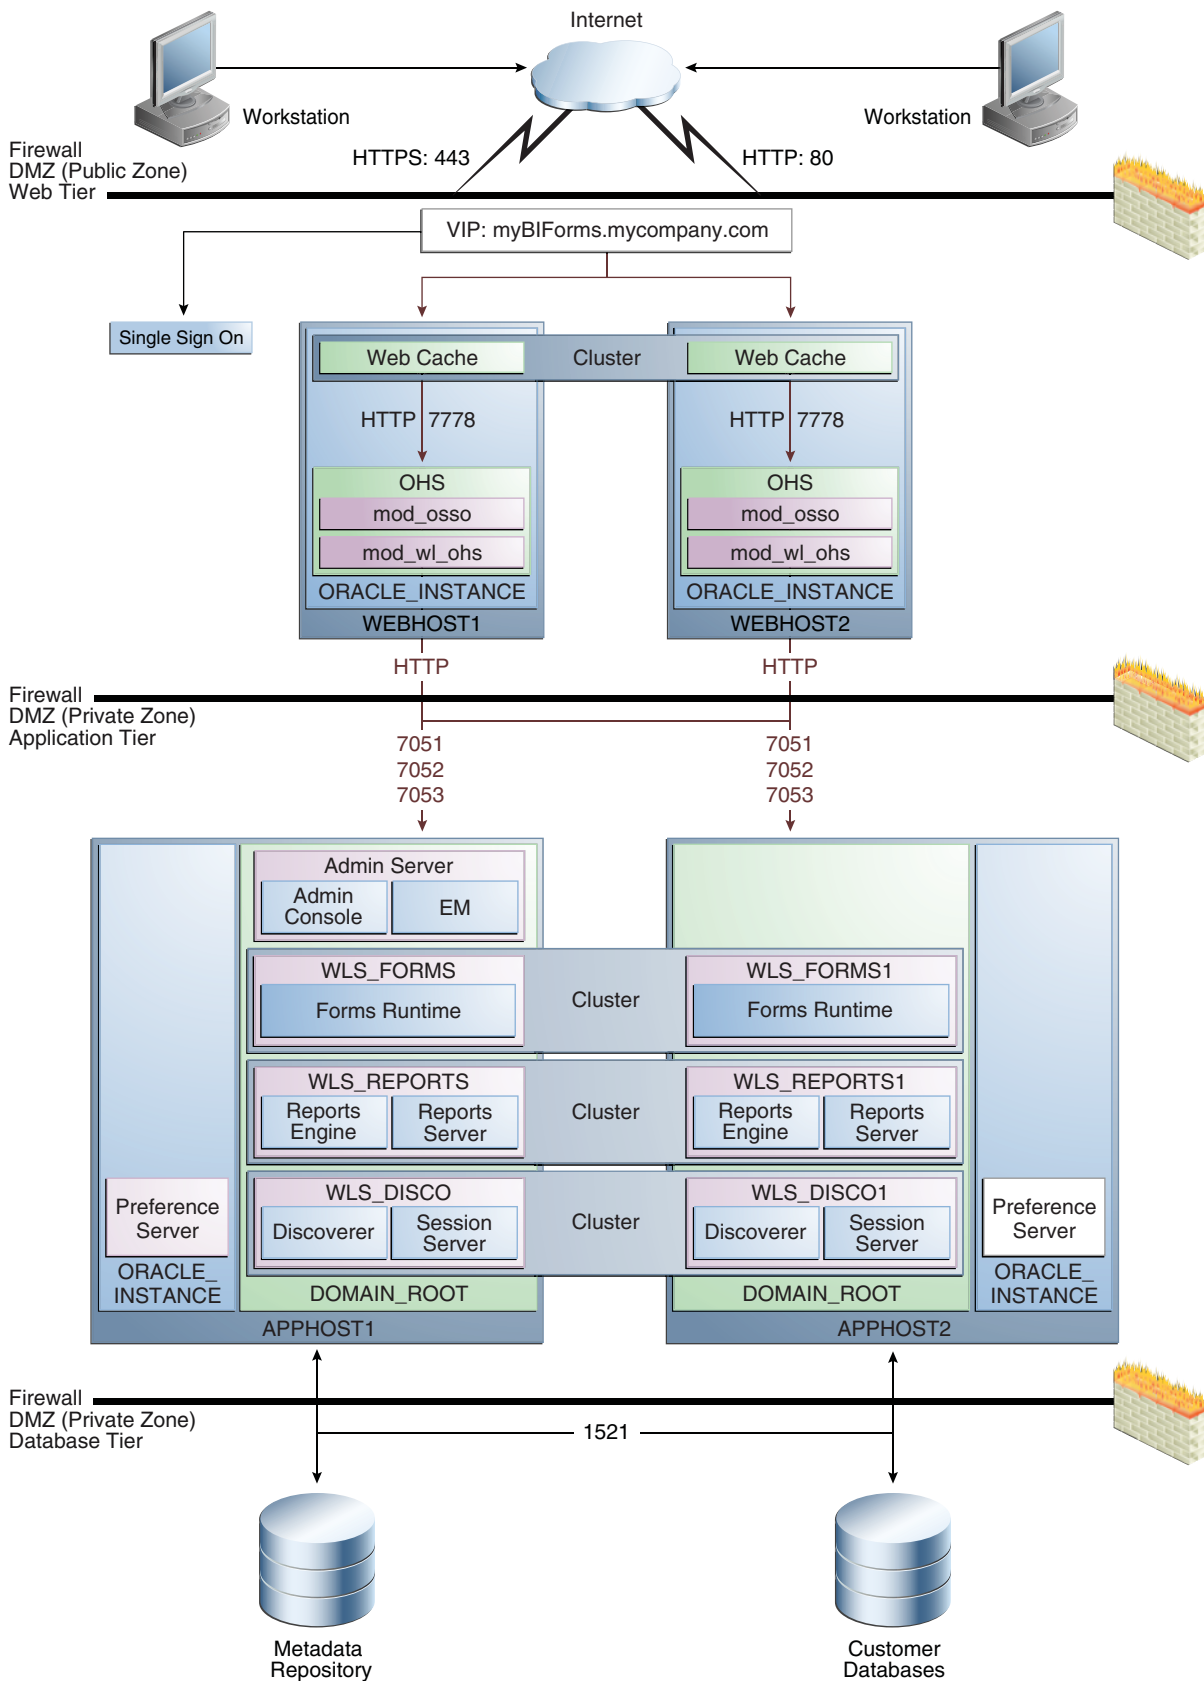 Internet
Workstation
Workstation
HTTPS: 443
HTTP: 80
Firewall
DMZ (Public Zone)
Web Tier
VIP: myBIForms.mycompany.com
Single Sign On
Web Cache
Cluster
Web Cache
HTTP 7778
HTTP 7778
OHS
mod_osso
mod_wl_ohs
ORACLE_INSTANCE
WEBHOST1
OHS
mod_osso
mod_wl_ohs
ORACLE_INSTANCE
WEBHOST2
HTTP
HTTP
Firewall
DMZ (Private Zone)
Application Tier
7051
7052
7053
7051
7052
7053
Admin Server
Admin
Console
EM
WLS_FORMS
Forms Runtime
Cluster
WLS_FORMS1
Forms Runtime
WLS_REPORTS
Reports
Engine
Reports
Server
Cluster
WLS_REPORTS1
Reports
Engine
Reports
Server
Preference
Server
ORACLE_
INSTANCE
WLS_DISCO
Discoverer
Session
Server
Cluster
WLS_DISCO1
Discoverer
Session
Server
Preference
Server
ORACLE_
INSTANCE
DOMAIN_ROOT
DOMAIN_ROOT
APPHOST1
APPHOST2
Firewall
DMZ (Private Zone)
Database Tier
1521
Metadata
Repository
Customer
Databases